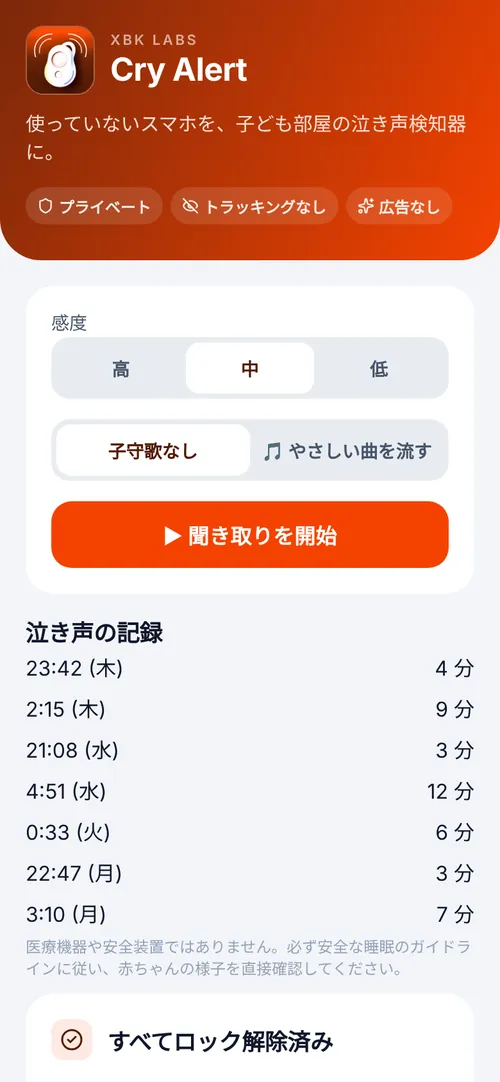 XBK LABS
Cry Alert
使っていないスマホを、子ども部屋の泣き声検知器
に。
プライベート トラッキングなし 広告なし
感度
高 中 低
子守歌なし 🎵 やさしい曲を流す
▶ 聞き取りを開始
泣き声の記録
23:42 (木) 4 分
2:15 (木) 9 分
21:08 (水) 3 分
4:51 (水) 12 分
0:33 (火) 6 分
22:47 (月) 3 分
3:10 (月) 7 分
医療機器や安全装置ではありません。必ず安全な睡眠のガイドラ
インに従い、赤ちゃんの様子を直接確認してください。
すべてロック解除済み